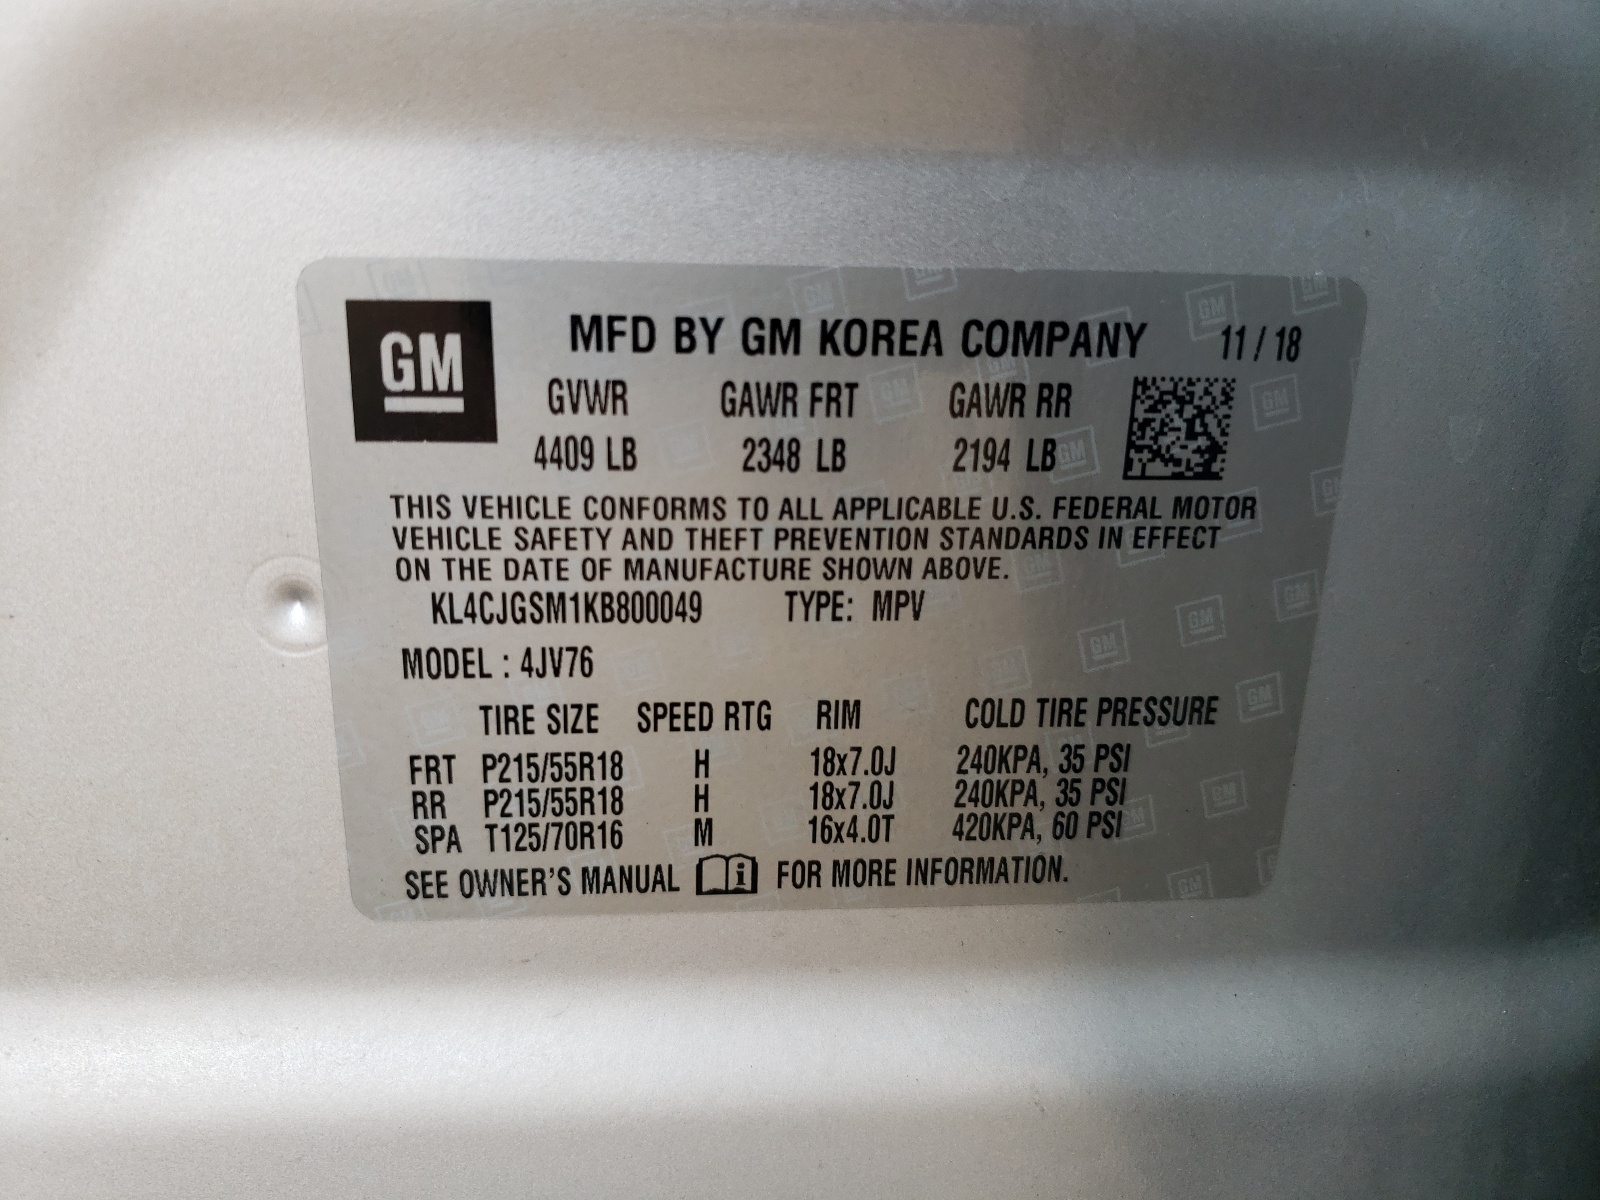 GM
MFD BY GM KOREA COMPANY 11 / 18
GVWR GAWR FRT GAWR RR
4409 LB 2348 LB 2194 LB
THIS VEHICLE CONFORMS TO ALL APPLICABLE U.S. FEDERAL MOTOR
VEHICLE SAFETY AND THEFT PREVENTION STANDARDS IN EFFECT
ON THE DATE OF MANUFACTURE SHOWN ABOVE.
KL4CJGSM1KB800049 TYPE: MPV
MODEL : 4JV76
TIRE SIZE SPEED RTG RIM COLD TIRE PRESSURE
FRT P215/55R18 H 18x7.0J 240KPA, 35 PSI
RR P215/55R18 H 18x7.0J 240KPA, 35 PSI
SPA T125/70R16 M 16x4.0T 420KPA, 60 PSI
SEE OWNER'S MANUAL i FOR MORE INFORMATION.